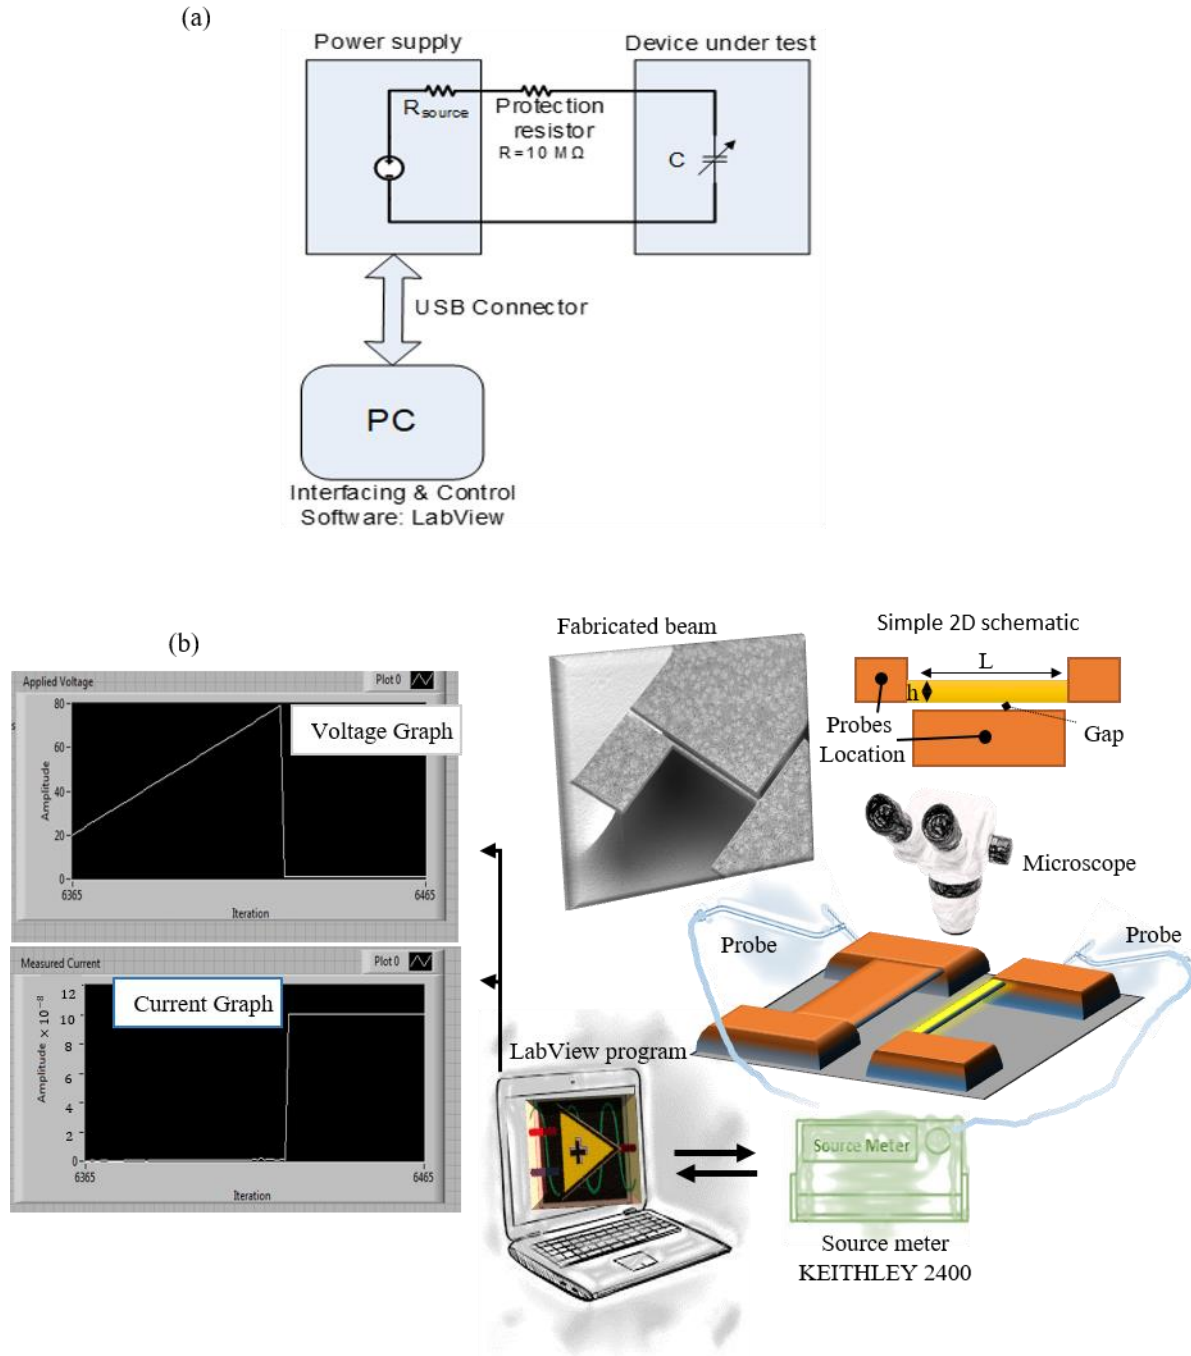 (a)
Power supply
Device under test
Rsource
Protection
resistor
R=10 MΩ
C
USB Connector
PC
Interfacing & Control
Software: LabView
(b)
Applied Voltage
Plot 0
Voltage Graph
Amplitude
80
60
40
20
0
6365
6465
Iteration
Measured Current
Plot 0
Current Graph
Amplitude × 10⁻⁸
12
10
8
6
4
2
0
6365
6465
Iteration
Fabricated beam
Simple 2D schematic
L
h
Probes
Location
Gap
Microscope
Probe
Probe
LabView program
Source Meter
Source meter
KEITHLEY 2400